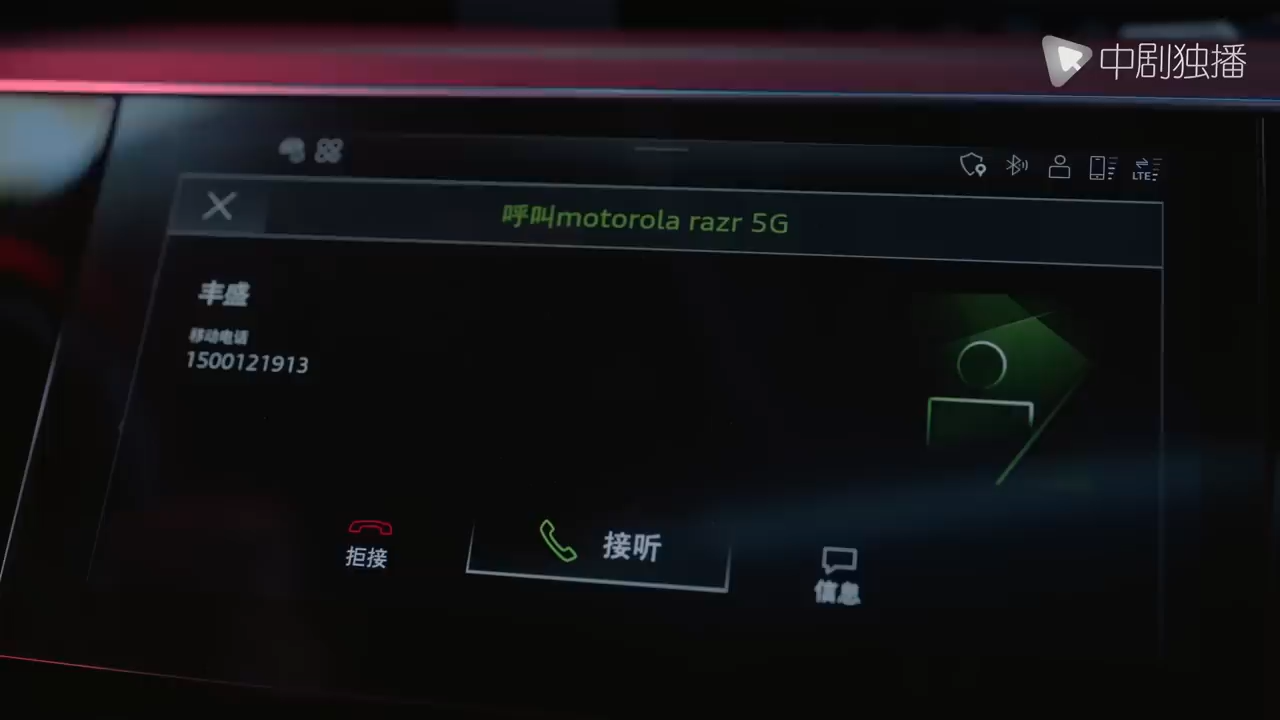 中剧独播
LTE
呼叫motorola razr 5G
丰盛
移动电话
1500121913
拒接
接听
信息